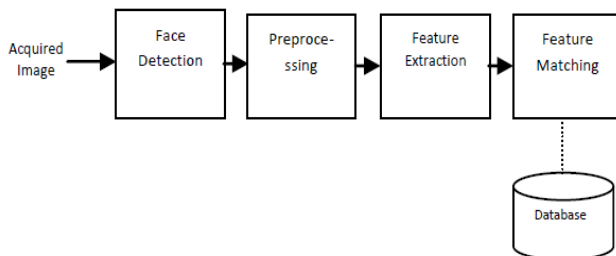 Acquired
Image
Face
Detection
Preproce-
ssing
Feature
Extraction
Feature
Matching
Database